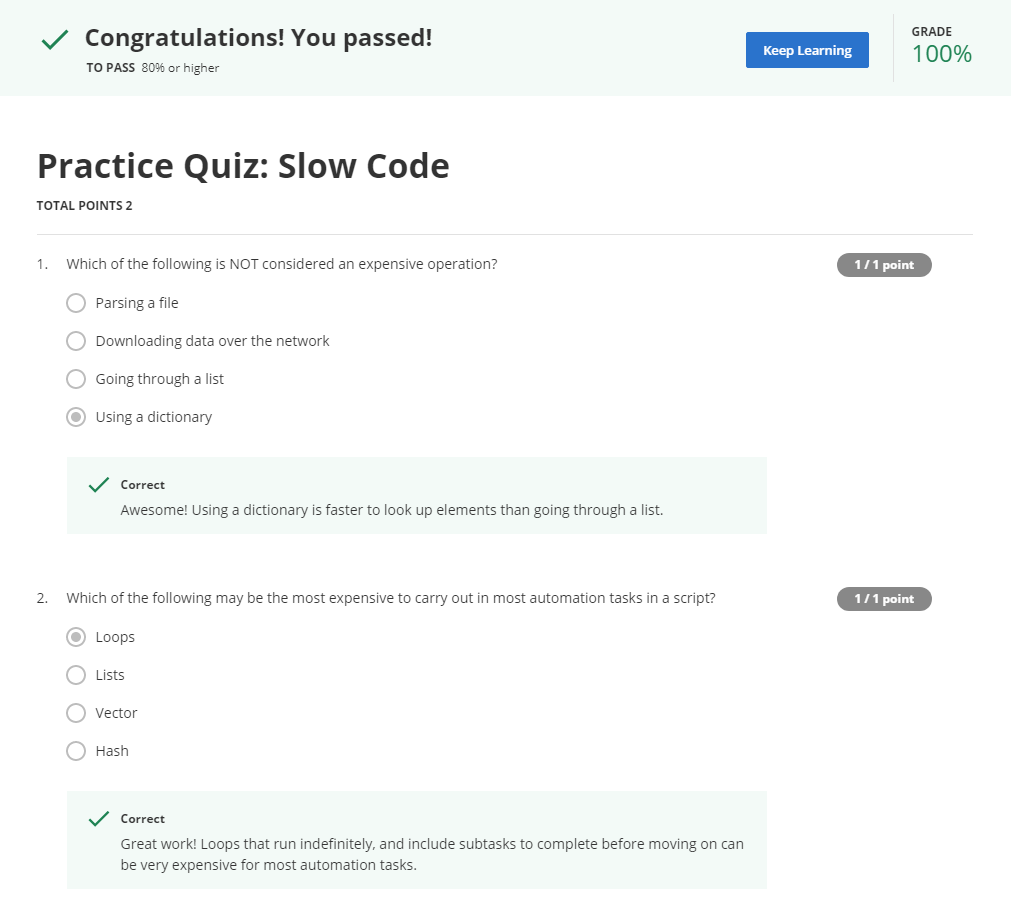 Congratulations! You passed!
TO PASS 80% or higher
Keep Learning
GRADE
100%
Practice Quiz: Slow Code
TOTAL POINTS 2
1. Which of the following is NOT considered an expensive operation?
1 / 1 point
Parsing a file
Downloading data over the network
Going through a list
Using a dictionary
Correct
Awesome! Using a dictionary is faster to look up elements than going through a list.
2. Which of the following may be the most expensive to carry out in most automation tasks in a script?
1 / 1 point
Loops
Lists
Vector
Hash
Correct
Great work! Loops that run indefinitely, and include subtasks to complete before moving on can
be very expensive for most automation tasks.